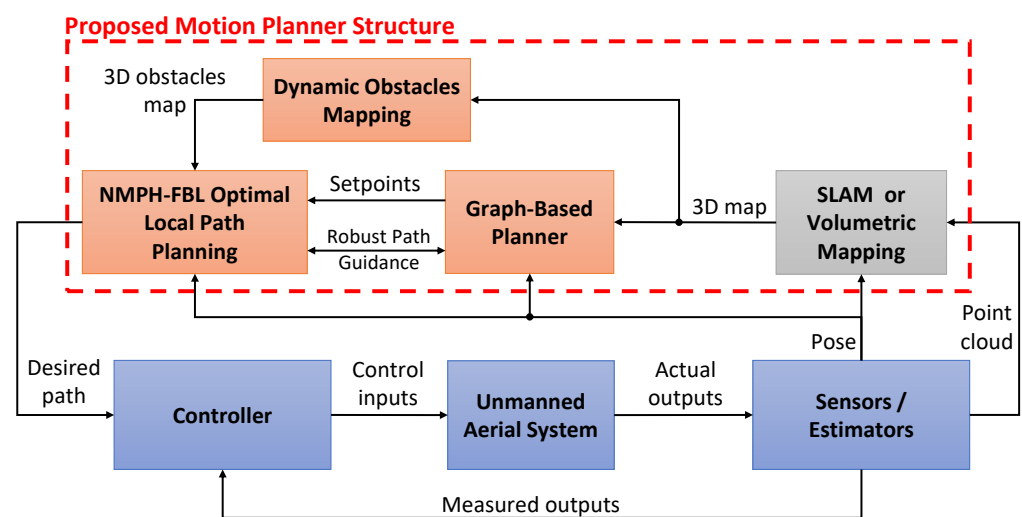 Proposed Motion Planner Structure
3D obstacles
map
Dynamic Obstacles
Mapping
NMPH-FBL Optimal
Local Path
Planning
Setpoints
Robust Path
Guidance
Graph-Based
Planner
3D map
SLAM or
Volumetric
Mapping
Desired
path
Controller
Control
inputs
Unmanned
Aerial System
Actual
outputs
Pose
Point
cloud
Sensors /
Estimators
Measured outputs